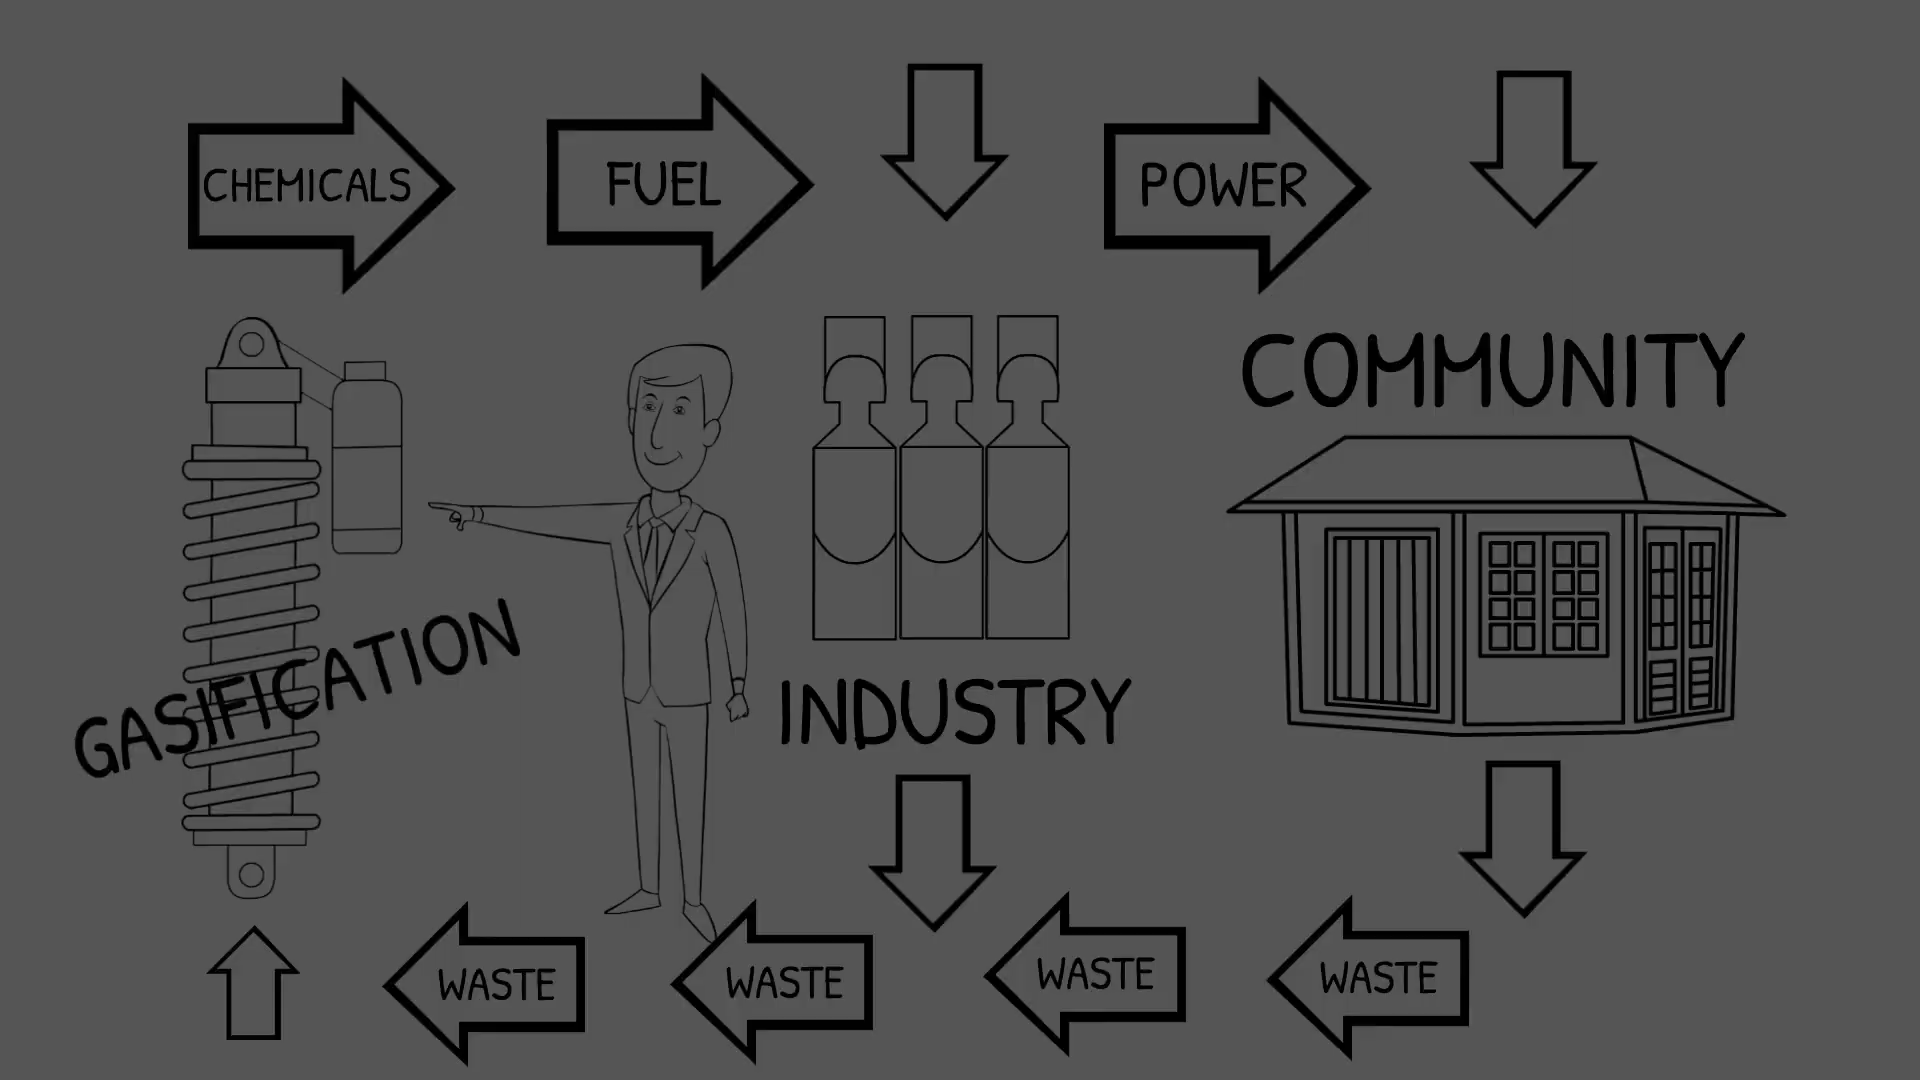 CHEMICALS
FUEL
POWER
COMMUNITY
GASIFICATION
INDUSTRY
WASTE
WASTE
WASTE
WASTE